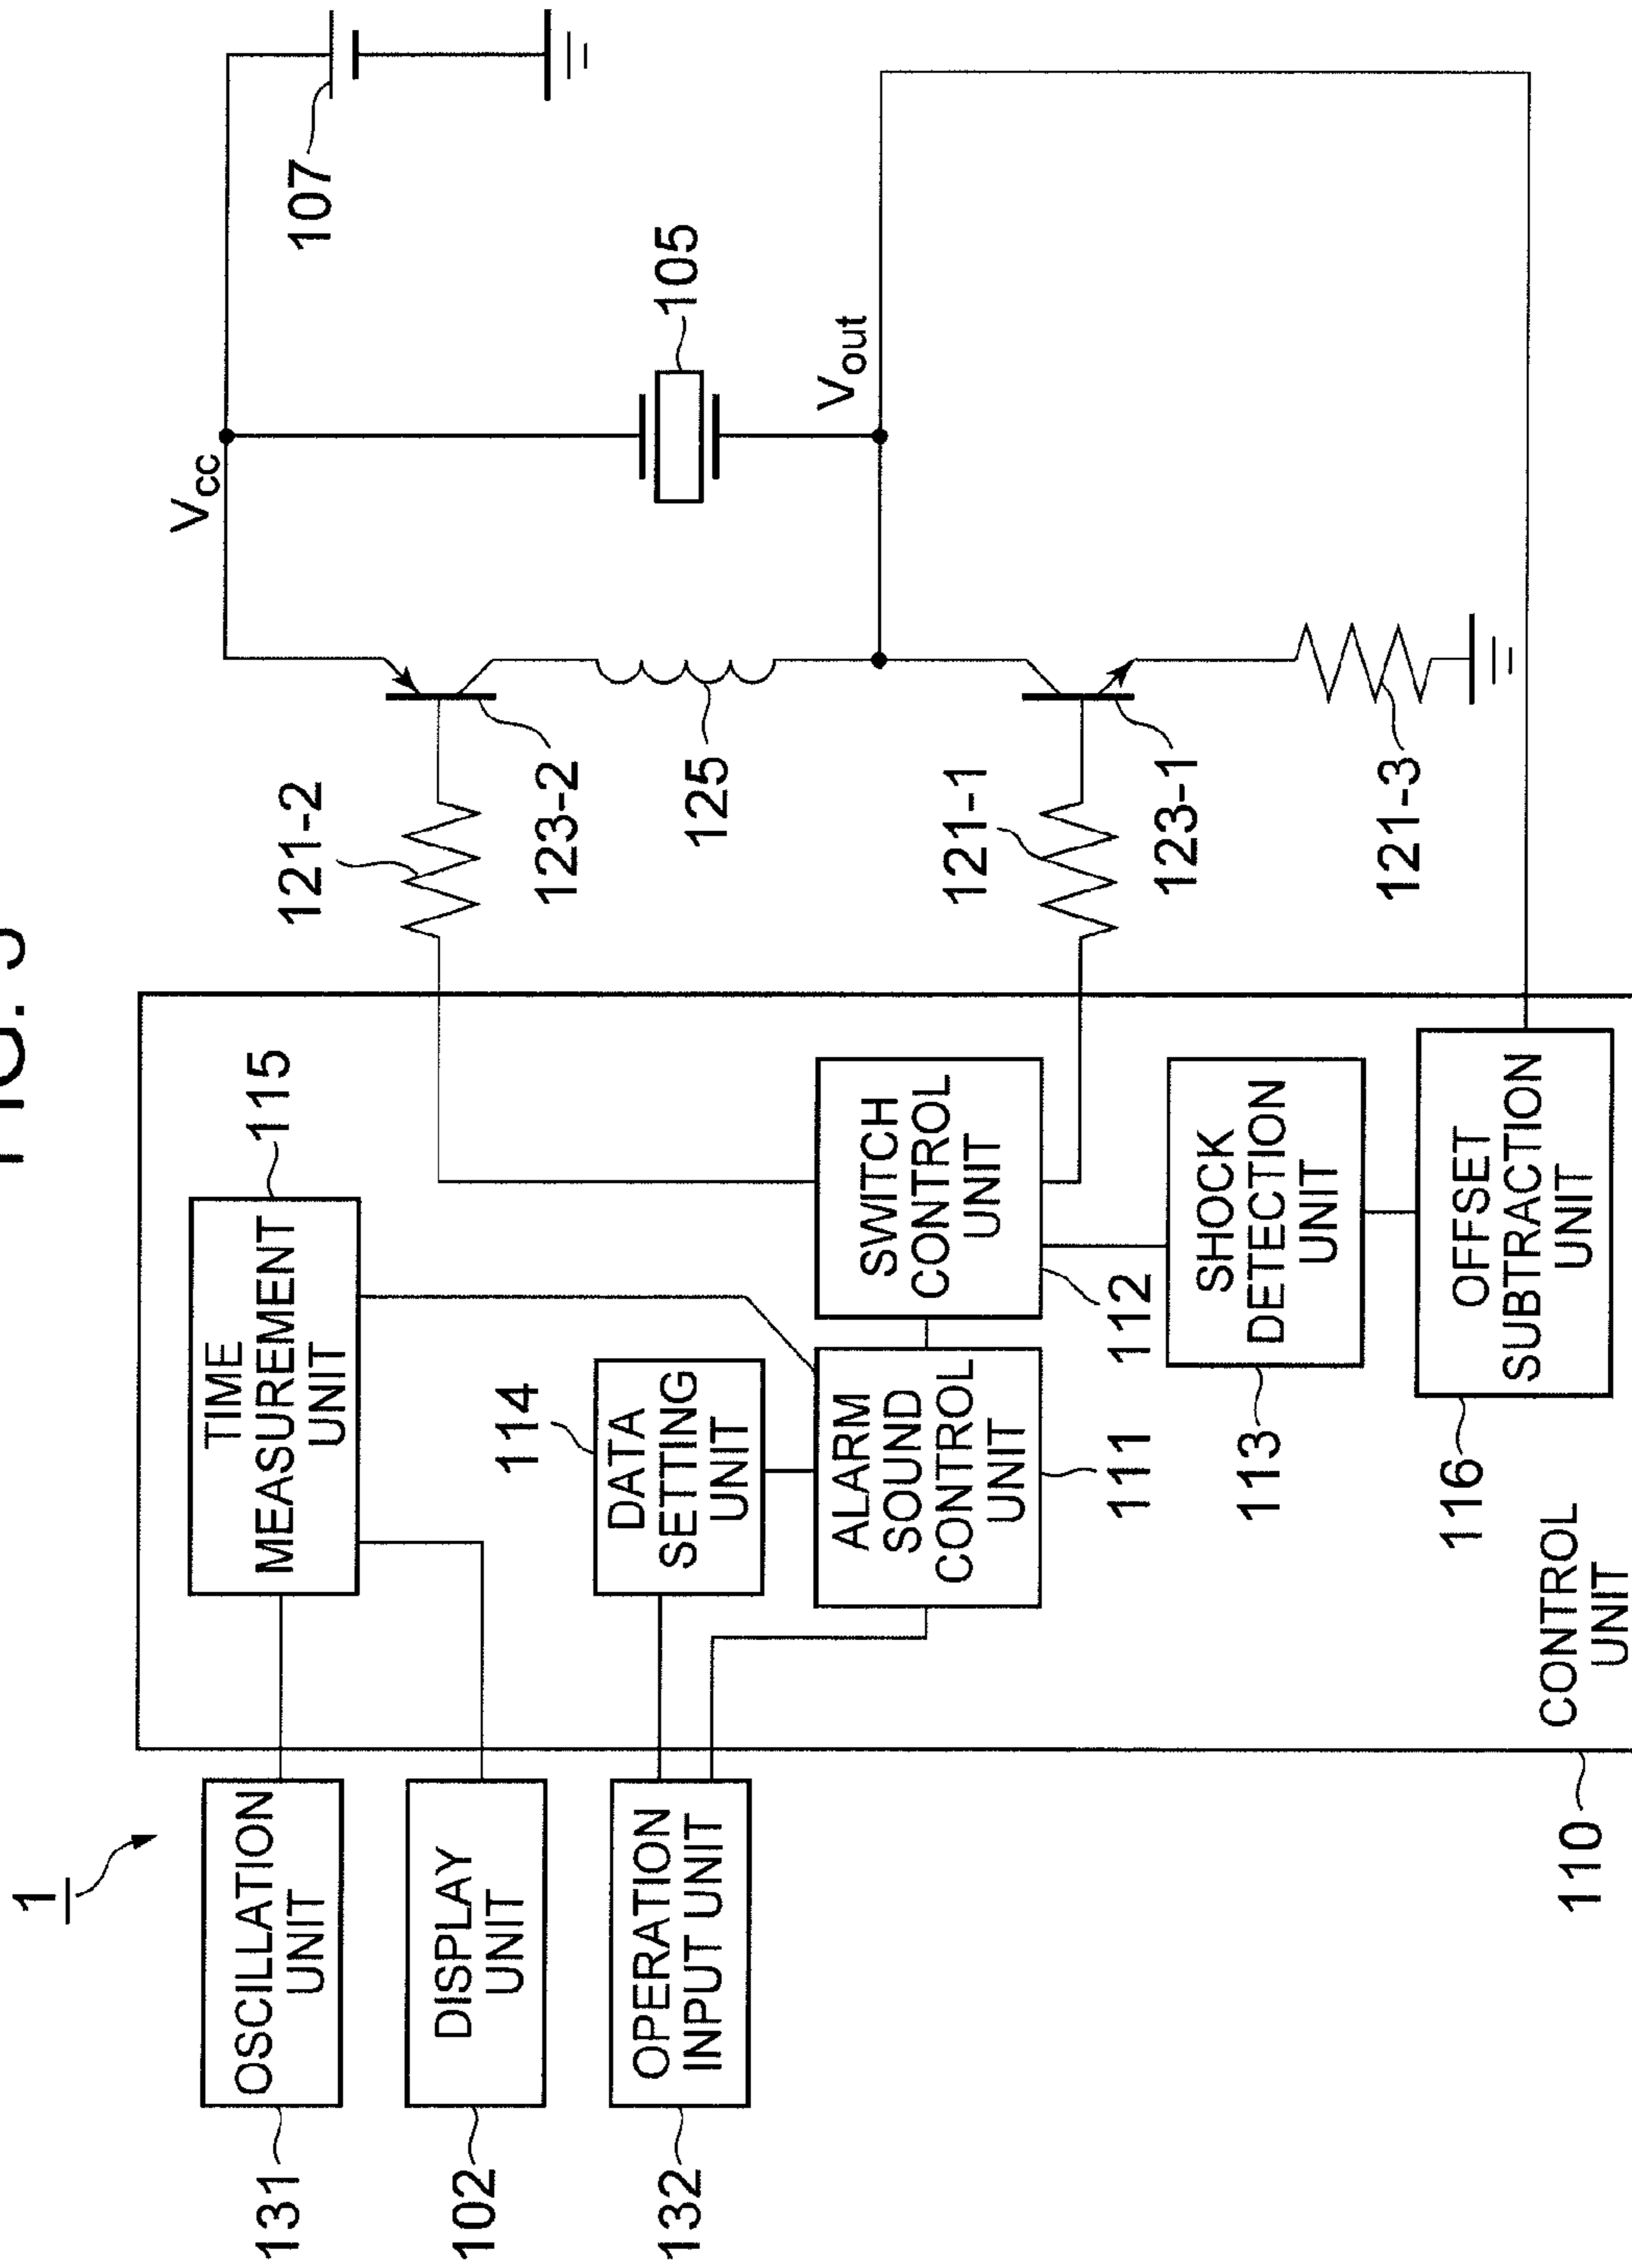 1
131
OSCILLATION
UNIT
102
DISPLAY
UNIT
132
OPERATION
INPUT UNIT
115
TIME
MEASUREMENT
UNIT
114
DATA
SETTING
UNIT
ALARM
SOUND
CONTROL
UNIT
111
SWITCH
CONTROL
UNIT
112
SHOCK
DETECTION
UNIT
113
OFFSET
SUBTRACTION
UNIT
116
CONTROL
UNIT
110
121-2
123-2
125
121-1
123-1
121-3
Vcc
Vout
105
107